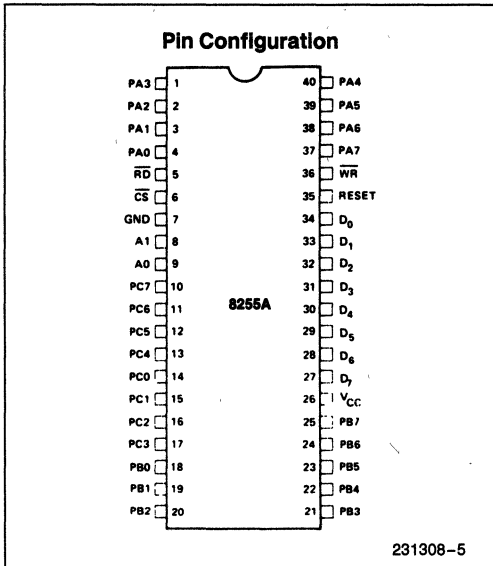 Pin Configuration
PA3 1 40 PA4
PA2 2 39 PA5
PA1 3 38 PA6
PA0 4 37 PA7
R̅D̅ 5 36 W̅R̅
C̅S̅ 6 35 RESET
GND 7 34 D₀
A1 8 33 D₁
A0 9 32 D₂
PC7 10 31 D₃
8255A
PC6 11 30 D₄
PC5 12 29 D₅
PC4 13 28 D₆
PC0 14 27 D₇
PC1 15 26 V_CC
PC2 16 25 PB7
PC3 17 24 PB6
PB0 18 23 PB5
PB1 19 22 PB4
PB2 20 21 PB3
231308–5